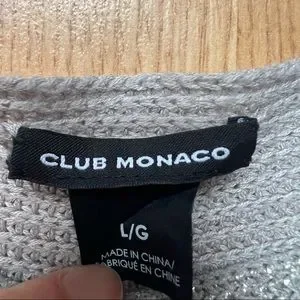 CLUB MONACO
L/G
MADE IN CHINA/
FABRIQUÉ EN CHINE